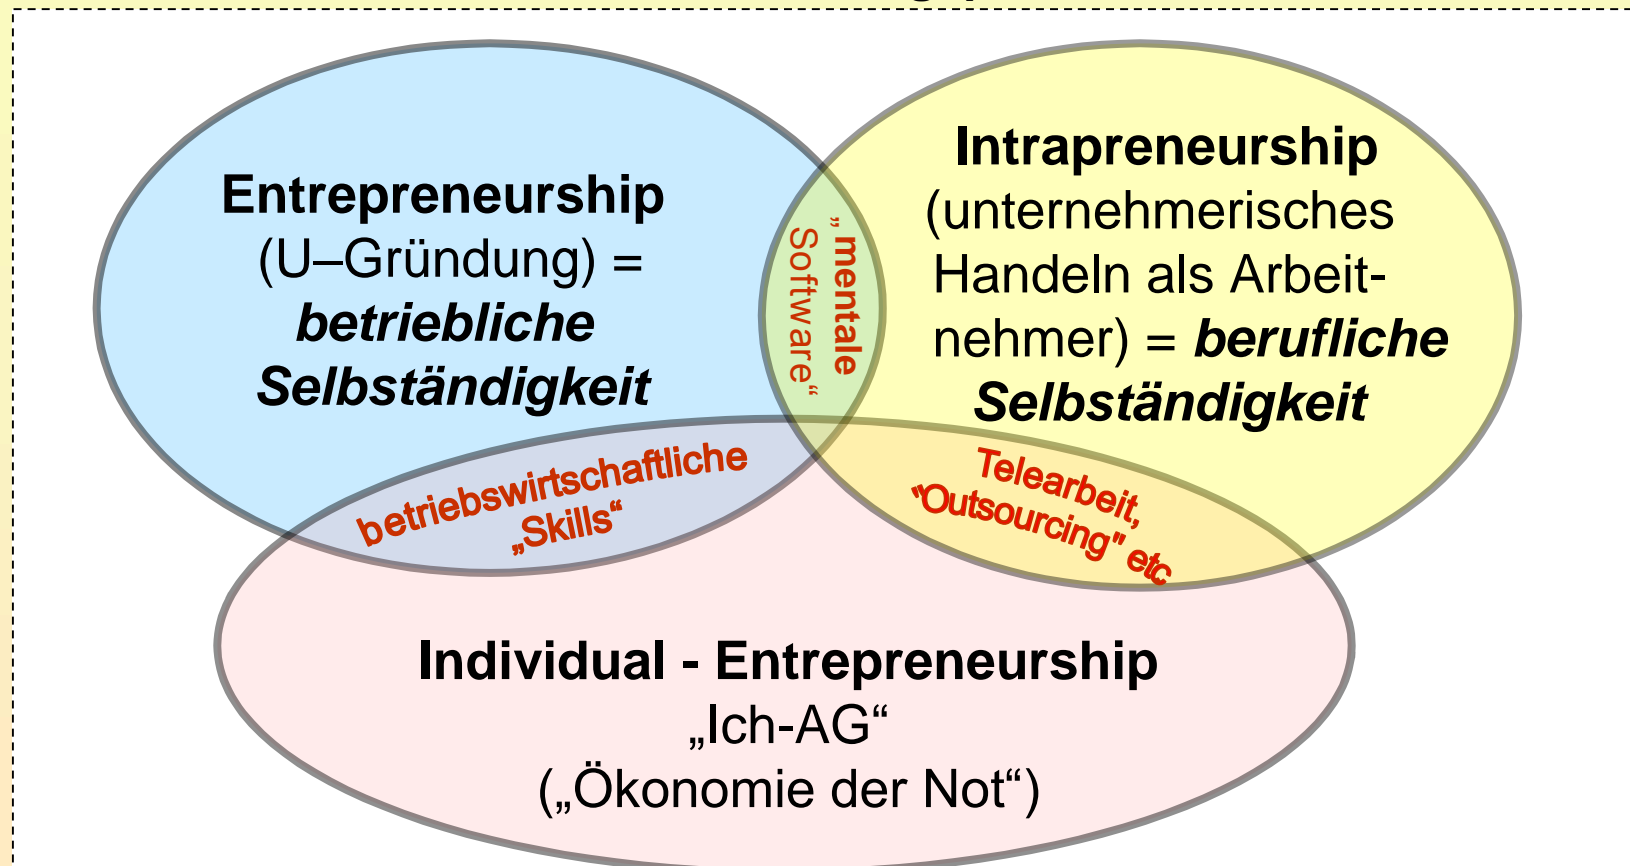 Entrepreneurship
(U–Gründung) =
betriebliche
Selbständigkeit
Intrapreneurship
(unternehmerisches
Handeln als Arbeit-
nehmer) = berufliche
Selbständigkeit
„mentale
Software“
betriebswirtschaftliche
„Skills“
Telearbeit,
"Outsourcing" etc
Individual - Entrepreneurship
„Ich-AG“
(„Ökonomie der Not“)